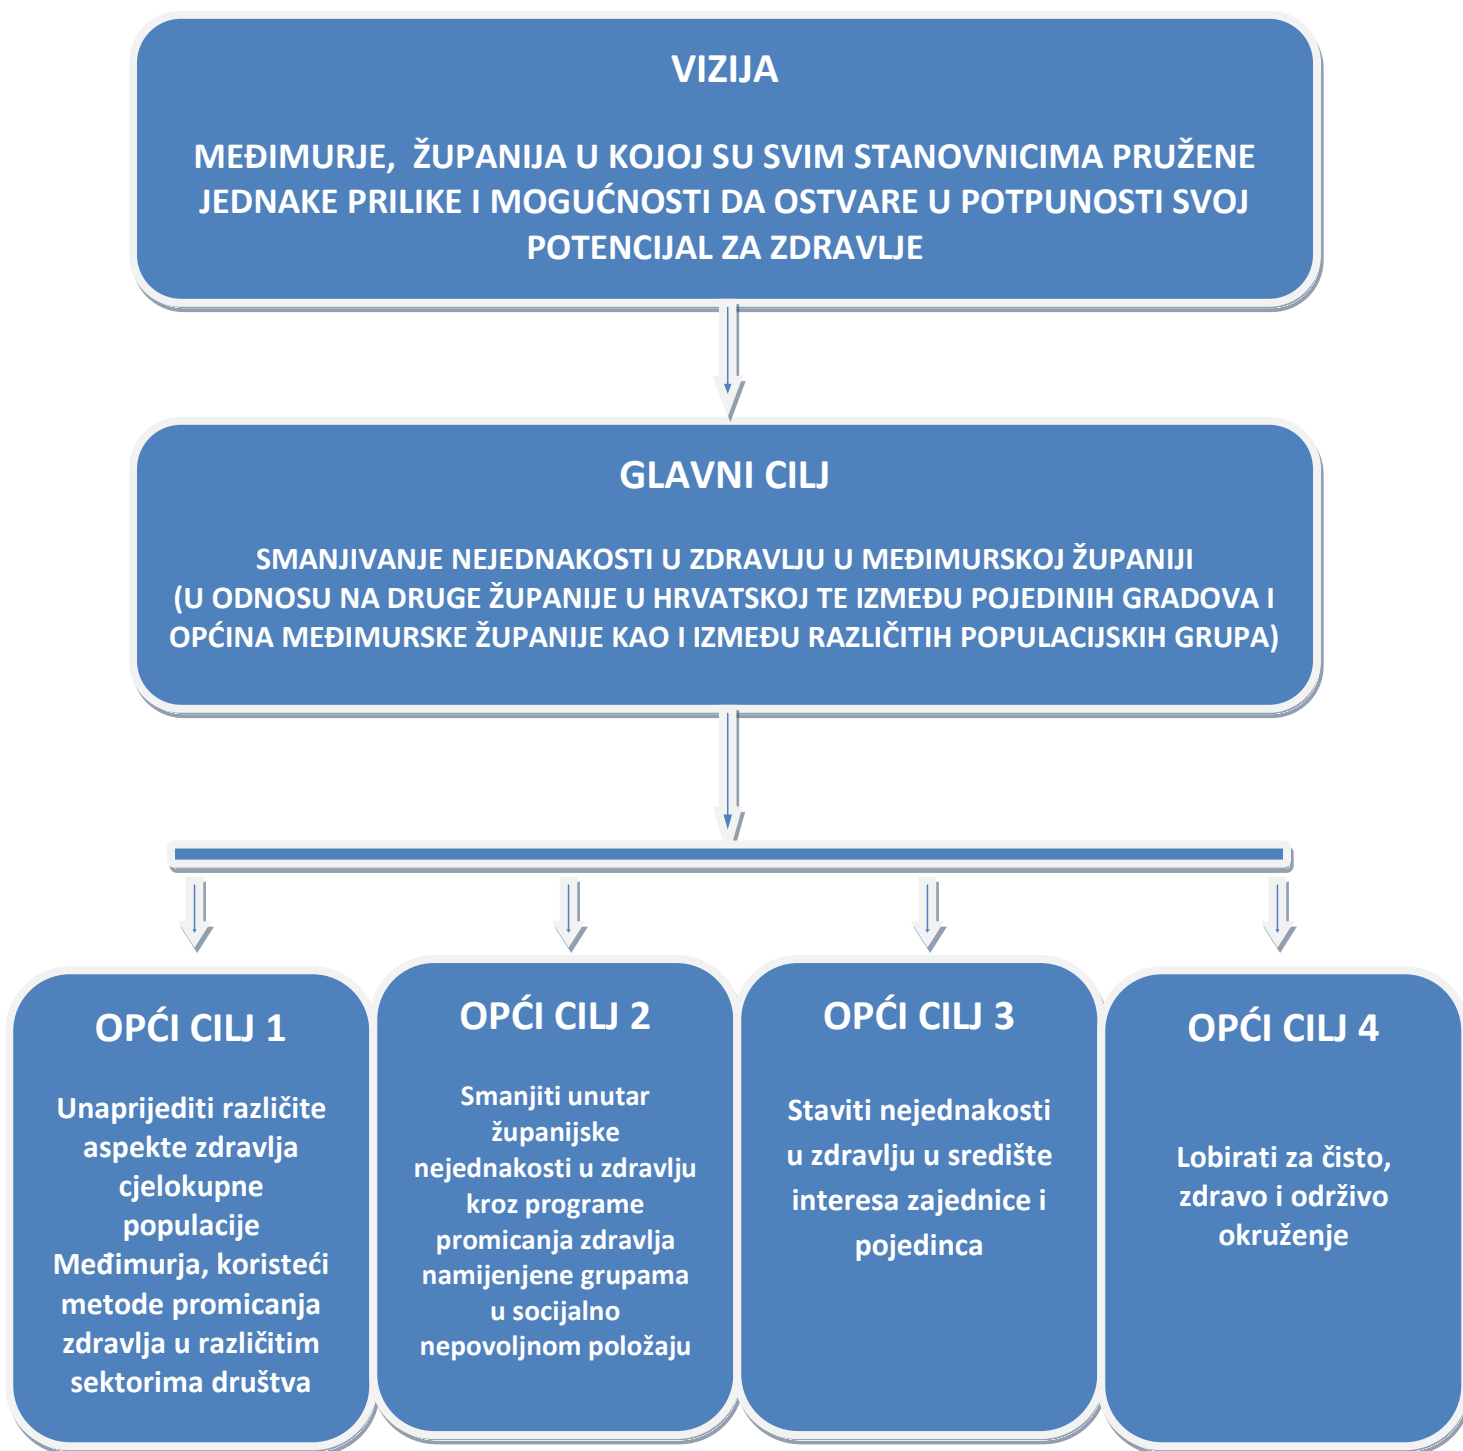 VIZIJA
MEĐIMURJE, ŽUPANIJA U KOJOJ SU SVIM STANOVNICIMA PRUŽENE
JEDNAKE PRILIKE I MOGUĆNOSTI DA OSTVARE U POTPUNOSTI SVOJ
POTENCIJAL ZA ZDRAVLJE
GLAVNI CILJ
SMANJIVANJE NEJEDNAKOSTI U ZDRAVLJU U MEĐIMURSKOJ ŽUPANIJI
(U ODNOSU NA DRUGE ŽUPANIJE U HRVATSKOJ TE IZMEĐU POJEDINIH GRADOVA I
OPĆINA MEĐIMURSKE ŽUPANIJE KAO I IZMEĐU RAZLIČITIH POPULACIJSKIH GRUPA)
OPĆI CILJ 1
Unaprijediti različite
aspekte zdravlja
cjelokupne
populacije
Međimurja, koristeći
metode promicanja
zdravlja u različitim
sektorima društva
OPĆI CILJ 2
Smanjiti unutar
županijske
nejednakosti u zdravlju
kroz programe
promicanja zdravlja
namijenjene grupama
u socijalno
nepovoljnom položaju
OPĆI CILJ 3
Staviti nejednakosti
u zdravlju u središte
interesa zajednice i
pojedinca
OPĆI CILJ 4
Lobirati za čisto,
zdravo i održivo
okruženje